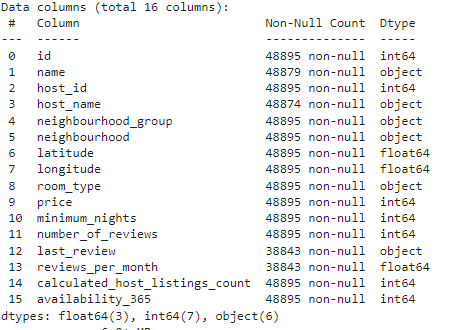 Data columns (total 16 columns):
 #   Column                          Non-Null Count  Dtype
---  ------                          --------------  -----
 0   id                              48895 non-null  int64
 1   name                            48879 non-null  object
 2   host_id                         48895 non-null  int64
 3   host_name                       48874 non-null  object
 4   neighbourhood_group             48895 non-null  object
 5   neighbourhood                   48895 non-null  object
 6   latitude                        48895 non-null  float64
 7   longitude                       48895 non-null  float64
 8   room_type                       48895 non-null  object
 9   price                           48895 non-null  int64
 10  minimum_nights                  48895 non-null  int64
 11  number_of_reviews               48895 non-null  int64
 12  last_review                     38843 non-null  object
 13  reviews_per_month               38843 non-null  float64
 14  calculated_host_listings_count  48895 non-null  int64
 15  availability_365                48895 non-null  int64
dtypes: float64(3), int64(7), object(6)